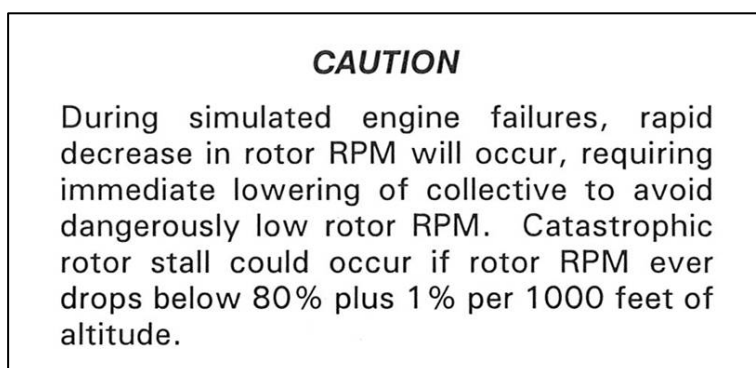 CAUTION
During simulated engine failures, rapid
decrease in rotor RPM will occur, requiring
immediate lowering of collective to avoid
dangerously low rotor RPM. Catastrophic
rotor stall could occur if rotor RPM ever
drops below 80% plus 1% per 1000 feet of
altitude.